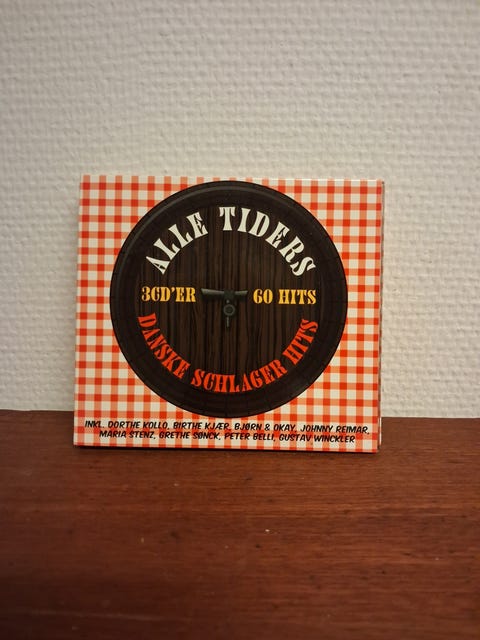 ALLE TIDERS
3CD'ER 60 HITS
DANSKE SCHLAGER HITS
INKL. DORTHE KOLLO, BIRTHE KJÆR, BJØRN & OKAY, JOHNNY REIMAR,
MARIA STENZ, GRETHE SØNCK, PETER BELLI, GUSTAV WINCKLER